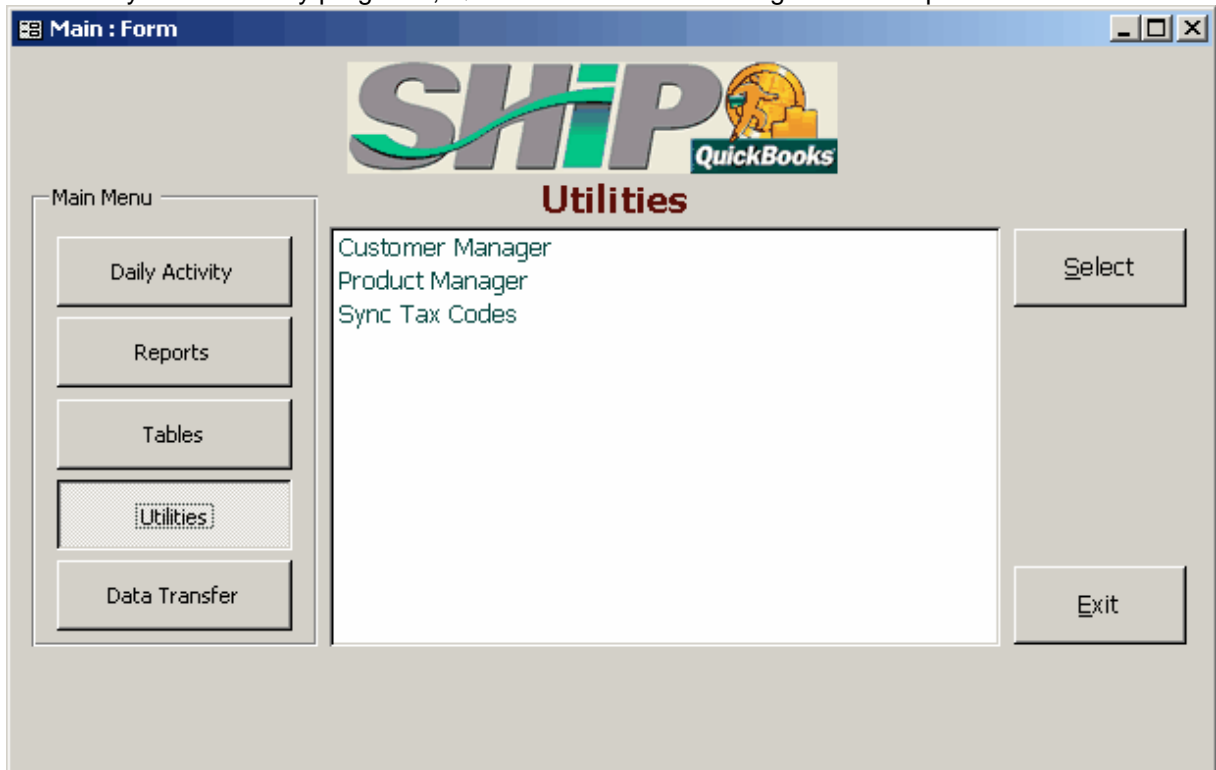 Main : Form
SHiP
QuickBooks
Main Menu
Utilities
Daily Activity
Reports
Tables
Utilities
Data Transfer
Customer Manager
Product Manager
Sync Tax Codes
Select
Exit